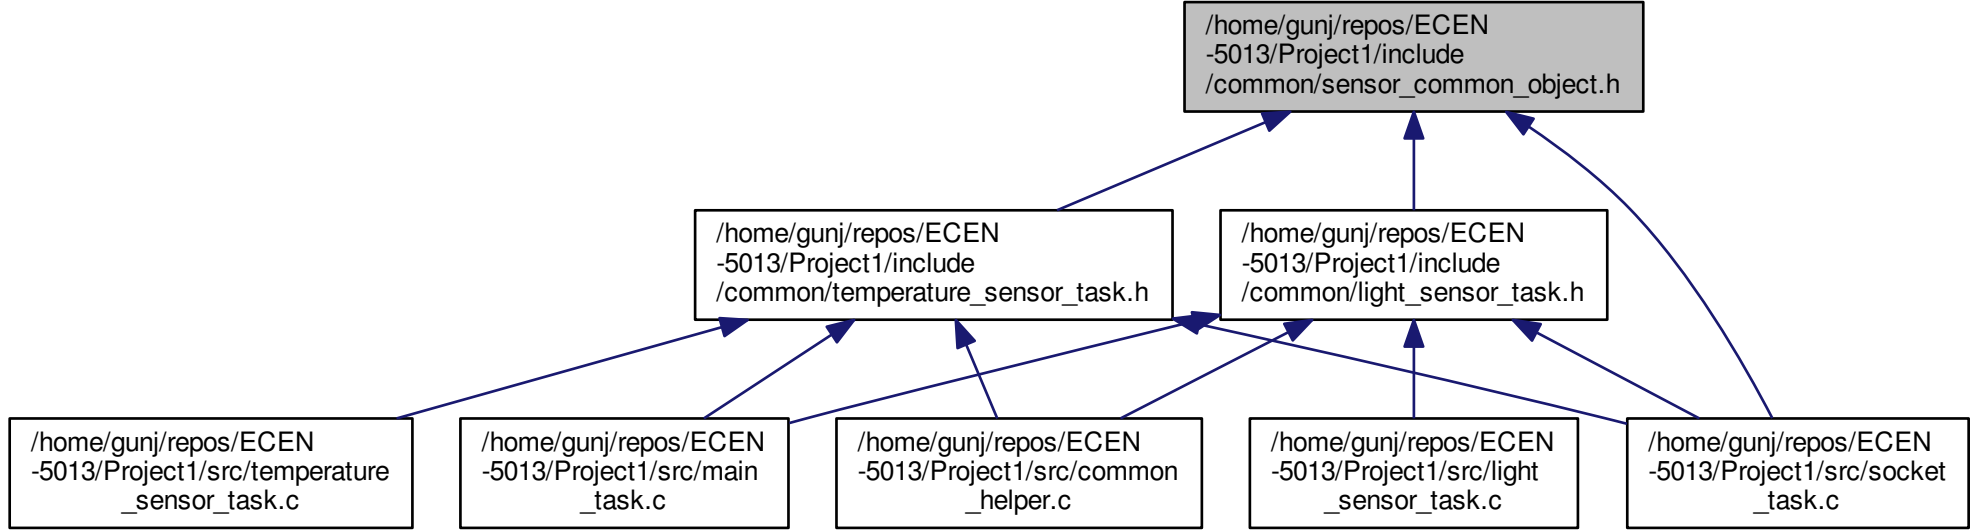 /home/gunj/repos/ECEN
-5013/Project1/include
/common/sensor_common_object.h
/home/gunj/repos/ECEN
-5013/Project1/include
/common/temperature_sensor_task.h
/home/gunj/repos/ECEN
-5013/Project1/include
/common/light_sensor_task.h
/home/gunj/repos/ECEN
-5013/Project1/src/temperature
_sensor_task.c
/home/gunj/repos/ECEN
-5013/Project1/src/main
_task.c
/home/gunj/repos/ECEN
-5013/Project1/src/common
_helper.c
/home/gunj/repos/ECEN
-5013/Project1/src/light
_sensor_task.c
/home/gunj/repos/ECEN
-5013/Project1/src/socket
_task.c